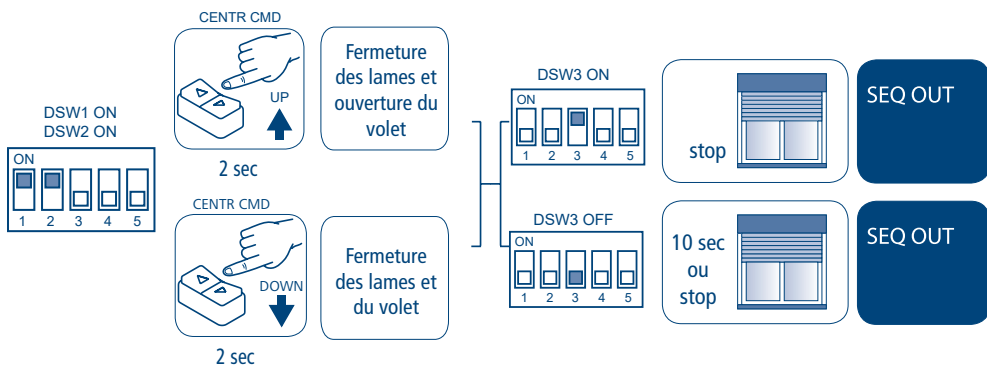 DSW1 ON
DSW2 ON
ON
1 2 3 4 5
CENTR CMD
UP
2 sec
Fermeture
des lames et
ouverture du
volet
CENTR CMD
DOWN
2 sec
Fermeture
des lames et
du volet
DSW3 ON
ON
1 2 3 4 5
stop
SEQ OUT
DSW3 OFF
ON
1 2 3 4 5
10 sec
ou
stop
SEQ OUT